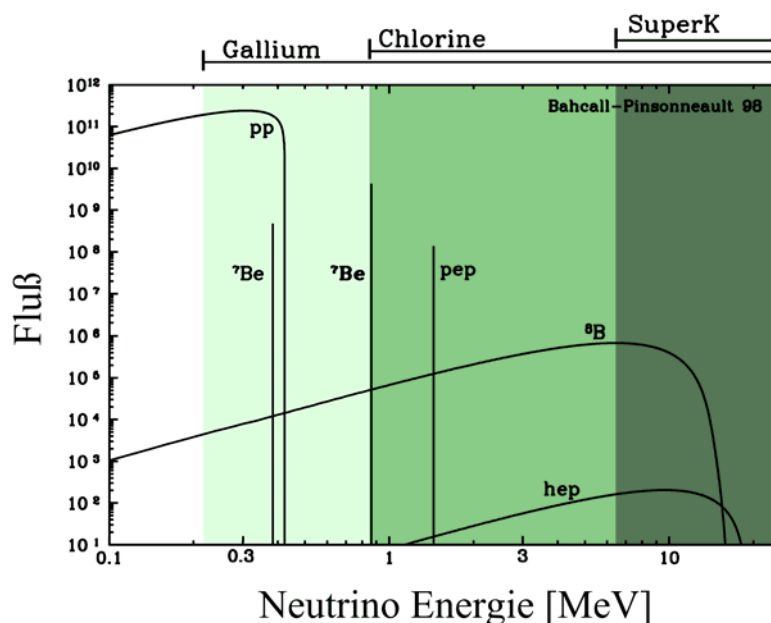 SuperK
Chlorine
Gallium
Bahcall-Pinsonneault 98
10¹²
10¹¹
10¹⁰
10⁹
10⁸
10⁷
10⁶
10⁵
10⁴
10³
10²
10¹
Fluß
pp
⁷Be
⁷Be
pep
⁸B
hep
0.1
0.3
1
3
10
Neutrino Energie [MeV]